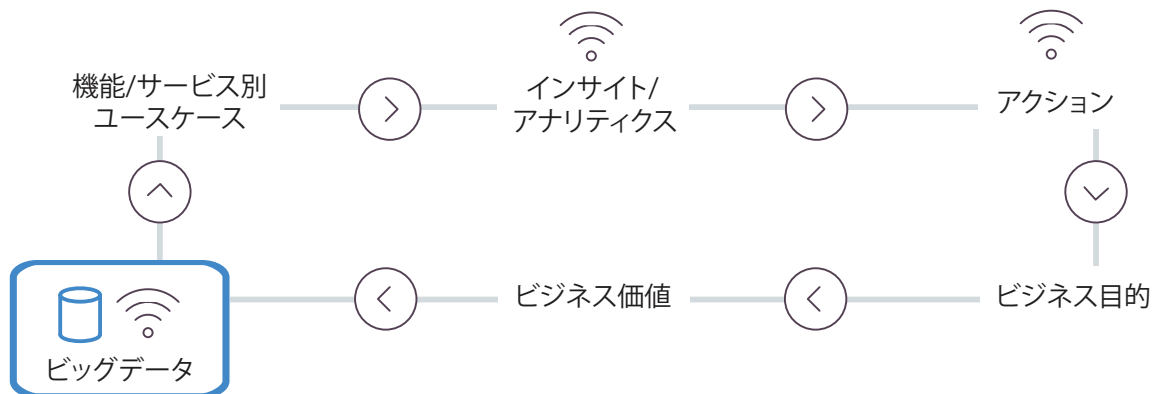 機能/サービス別
ユースケース
インサイト/
アナリティクス
アクション
ビッグデータ
ビジネス価値
ビジネス目的